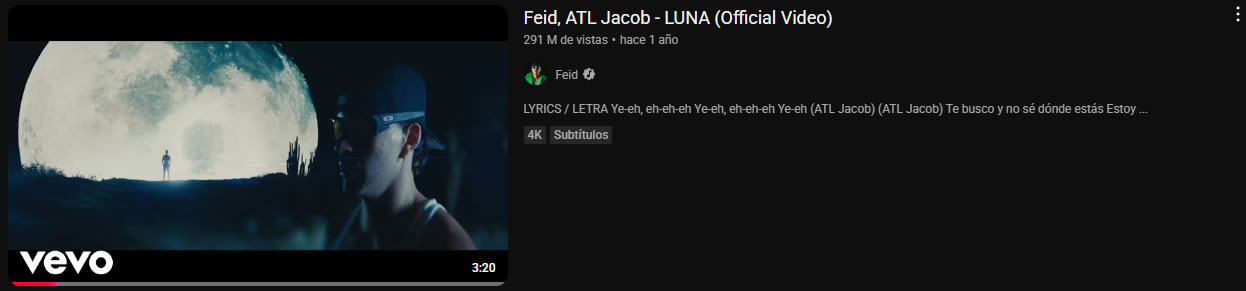 Feid, ATL Jacob - LUNA (Official Video)
291 M de vistas • hace 1 año
Feid
LYRICS / LETRA Ye-eh, eh-eh-eh Ye-eh, eh-eh-eh Ye-eh (ATL Jacob) (ATL Jacob) Te busco y no sé dónde estás Estoy ...
4K Subtítulos
vevo
3:20